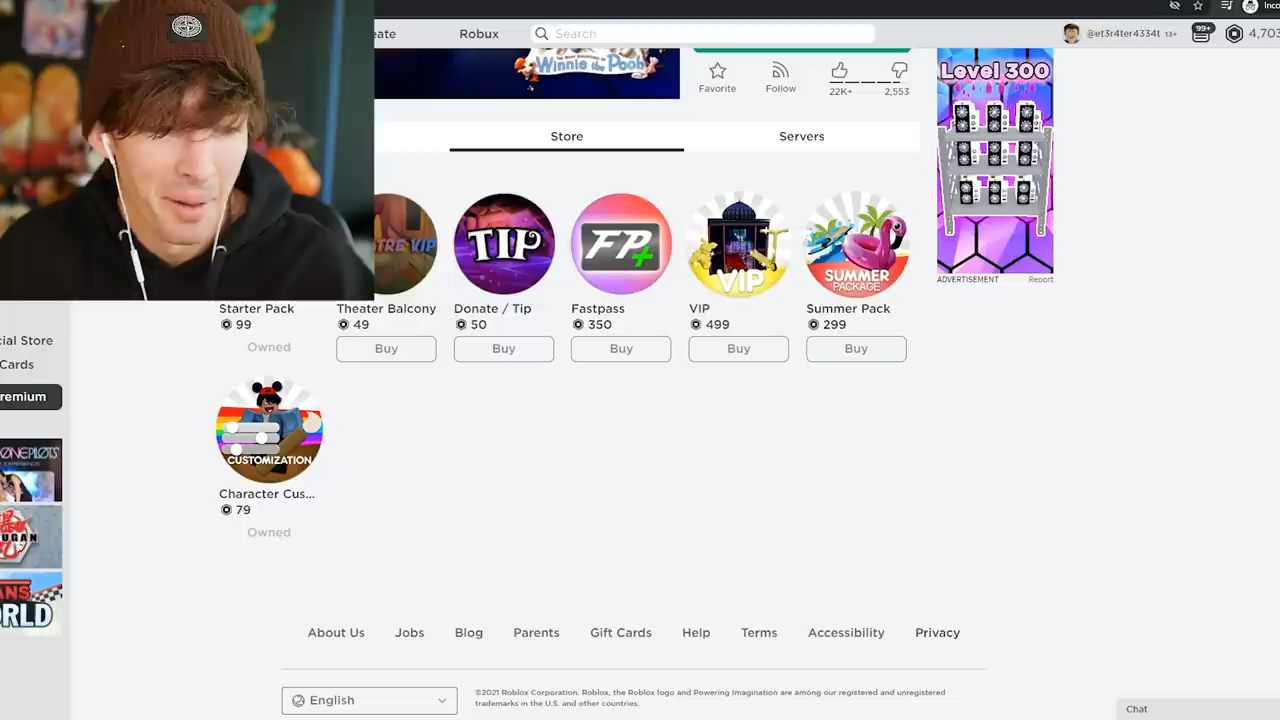 Inco
eate
Robux
Search
@et3r4ter4334t 13+
99+
4,703
Winnie the Pooh
Favorite
Follow
22K+
2,553
Level 300
Store
Servers
TRE VIP
TIP
FP+
VIP
SUMMER
PACKAGE
ADVERTISEMENT
Report
Starter Pack
99
Owned
Theater Balcony
49
Buy
Donate / Tip
50
Buy
Fastpass
350
Buy
VIP
499
Buy
Summer Pack
299
Buy
cial Store
Cards
remium
CUSTOMIZATION
Character Cus...
79
Owned
ONEPILOTS
UGAN
ANS
ORLD
About Us
Jobs
Blog
Parents
Gift Cards
Help
Terms
Accessibility
Privacy
English
©2021 Roblox Corporation. Roblox, the Roblox logo and Powering Imagination are among our registered and unregistered
trademarks in the U.S. and other countries.
Chat